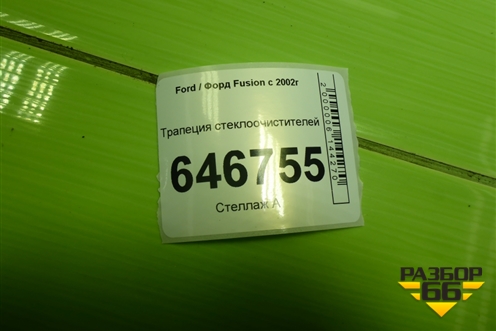 Ford / Форд Fusion с 2002г
Трапеция стеклоочистителей
646755
Стеллаж А
2000006144270
РАЗБОР
66